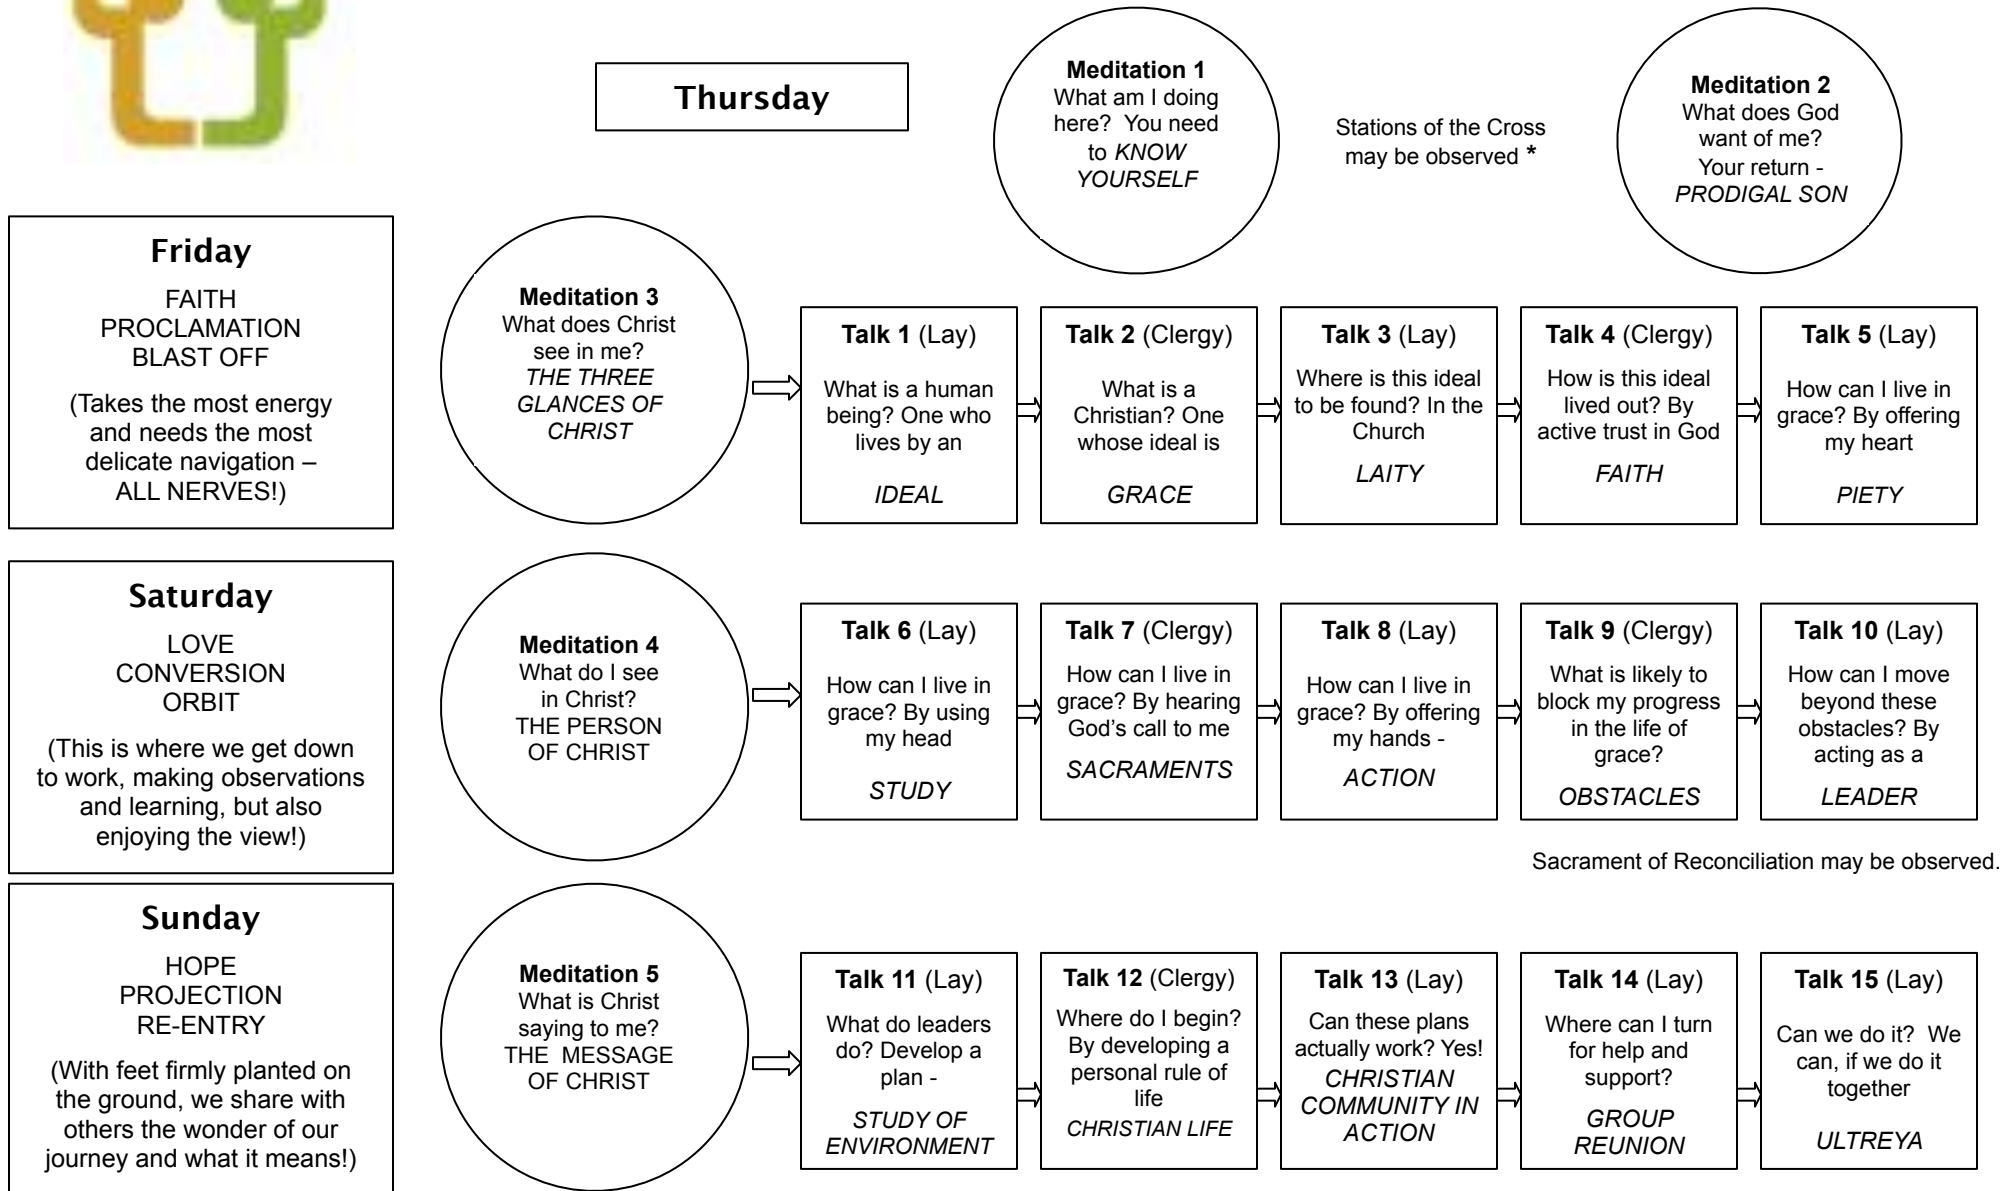 Thursday
Meditation 1
What am I doing
here?  You need
to KNOW
YOURSELF
Stations of the Cross
may be observed *
Meditation 2
What does God
want of me?
Your return -
PRODIGAL SON
Friday
FAITH
PROCLAMATION
BLAST OFF
(Takes the most energy
and needs the most
delicate navigation –
ALL NERVES!)
Meditation 3
What does Christ
see in me?
THE THREE
GLANCES OF
CHRIST
Talk 1 (Lay)
What is a human
being? One who
lives by an
IDEAL
Talk 2 (Clergy)
What is a
Christian? One
whose ideal is
GRACE
Talk 3 (Lay)
Where is this ideal
to be found? In the
Church
LAITY
Talk 4 (Clergy)
How is this ideal
lived out? By
active trust in God
FAITH
Talk 5 (Lay)
How can I live in
grace? By offering
my heart
PIETY
Saturday
LOVE
CONVERSION
ORBIT
(This is where we get down
to work, making observations
and learning, but also
enjoying the view!)
Meditation 4
What do I see
in Christ?
THE PERSON
OF CHRIST
Talk 6 (Lay)
How can I live in
grace? By using
my head
STUDY
Talk 7 (Clergy)
How can I live in
grace? By hearing
God’s call to me
SACRAMENTS
Talk 8 (Lay)
How can I live in
grace? By offering
my hands -
ACTION
Talk 9 (Clergy)
What is likely to
block my progress
in the life of
grace?
OBSTACLES
Talk 10 (Lay)
How can I move
beyond these
obstacles? By
acting as a
LEADER
Sacrament of Reconciliation may be observed.
Sunday
HOPE
PROJECTION
RE-ENTRY
(With feet firmly planted on
the ground, we share with
others the wonder of our
journey and what it means!)
Meditation 5
What is Christ
saying to me?
THE  MESSAGE
OF CHRIST
Talk 11 (Lay)
What do leaders
do? Develop a
plan -
STUDY OF
ENVIRONMENT
Talk 12 (Clergy)
Where do I begin?
By developing a
personal rule of
life
CHRISTIAN LIFE
Talk 13 (Lay)
Can these plans
actually work? Yes!
CHRISTIAN
COMMUNITY IN
ACTION
Talk 14 (Lay)
Where can I turn
for help and
support?
GROUP
REUNION
Talk 15 (Lay)
Can we do it?  We
can, if we do it
together
ULTREYA